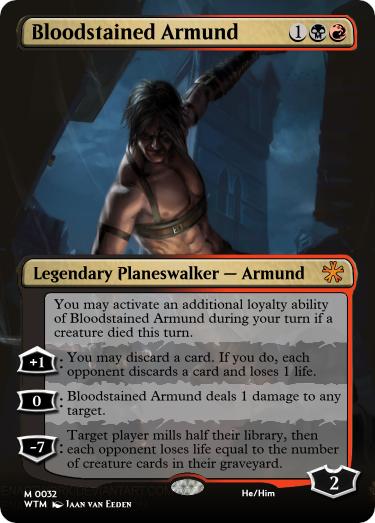 Bloodstained Armund 1
Legendary Planeswalker — Armund
You may activate an additional loyalty ability
of Bloodstained Armund during your turn if a
creature died this turn.
+1: You may discard a card. If you do, each
opponent discards a card and loses 1 life.
0: Bloodstained Armund deals 1 damage to any
target.
-7: Target player mills half their library, then
each opponent loses life equal to the number
of creature cards in their graveyard.
2
M 0032
He/Him
WTM Jaan van Eeden